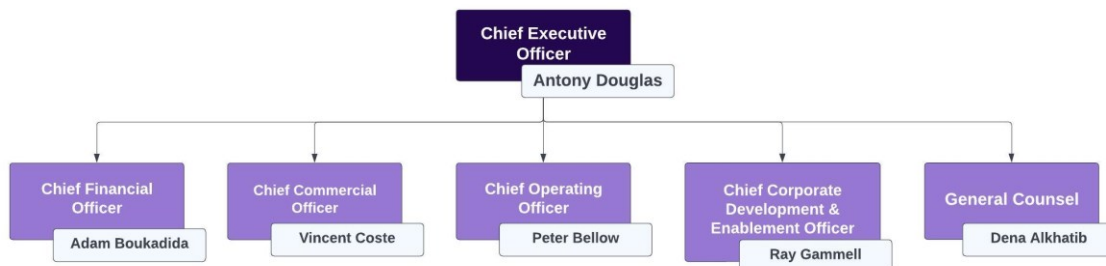 Chief Executive
Officer
Antony Douglas
Chief Financial
Officer
Adam Boukadida
Chief Commercial
Officer
Vincent Coste
Chief Operating
Officer
Peter Bellow
Chief Corporate
Development &
Enablement Officer
Ray Gammell
General Counsel
Dena Alkhatib